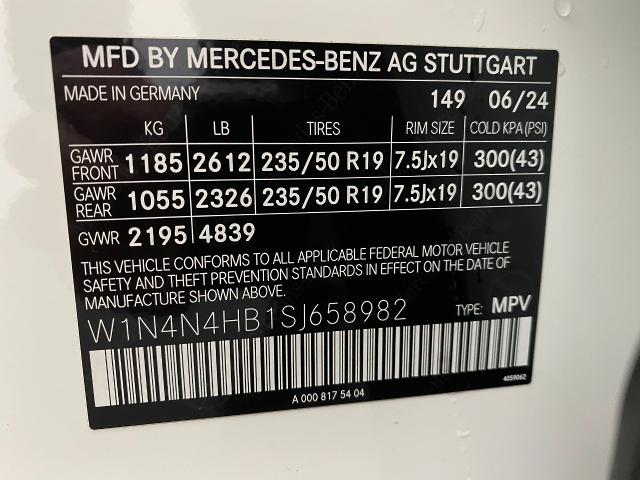 MFD BY MERCEDES-BENZ AG STUTTGART
MADE IN GERMANY 149 06/24
KG LB TIRES RIM SIZE COLD KPA (PSI)
GAWR FRONT 1185 2612 235/50 R19 7.5Jx19 300(43)
GAWR REAR 1055 2326 235/50 R19 7.5Jx19 300(43)
GVWR 2195 4839
THIS VEHICLE CONFORMS TO ALL APPLICABLE FEDERAL MOTOR VEHICLE
SAFETY AND THEFT PREVENTION STANDARDS IN EFFECT ON THE DATE OF
MANUFACTURE SHOWN ABOVE
W1N4N4HB1SJ658982 TYPE: MPV
4059062
A 000 817 54 04